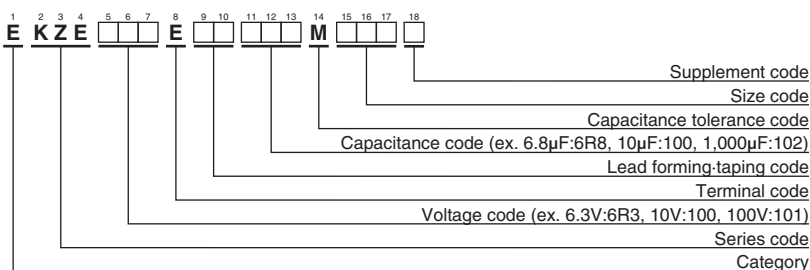 1 2 3 4 5 6 7 8 9 10 11 12 13 14 15 16 17 18
E K Z E E M
Supplement code
Size code
Capacitance tolerance code
Capacitance code (ex. 6.8µF:6R8, 10µF:100, 1,000µF:102)
Lead forming·taping code
Terminal code
Voltage code (ex. 6.3V:6R3, 10V:100, 100V:101)
Series code
Category